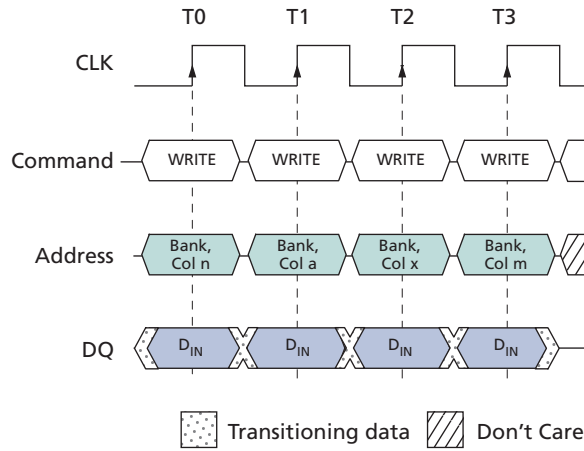 T0 T1 T2 T3
CLK
Command WRITE WRITE WRITE WRITE
Address Bank, Col n Bank, Col a Bank, Col x Bank, Col m
DQ DIN DIN DIN DIN
Transitioning data Don't Care